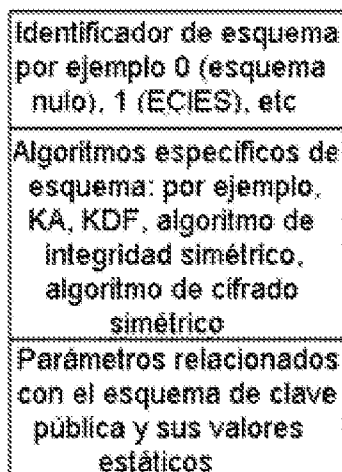 Identificador de esquema
por ejemplo 0 (esquema
nulo), 1 (ECIES), etc
Algoritmos específicos de
esquema: por ejemplo,
KA, KDF, algoritmo de
integridad simétrico,
algoritmo de cifrado
simétrico
Parámetros relacionados
con el esquema de clave
pública y sus valores
estáticos